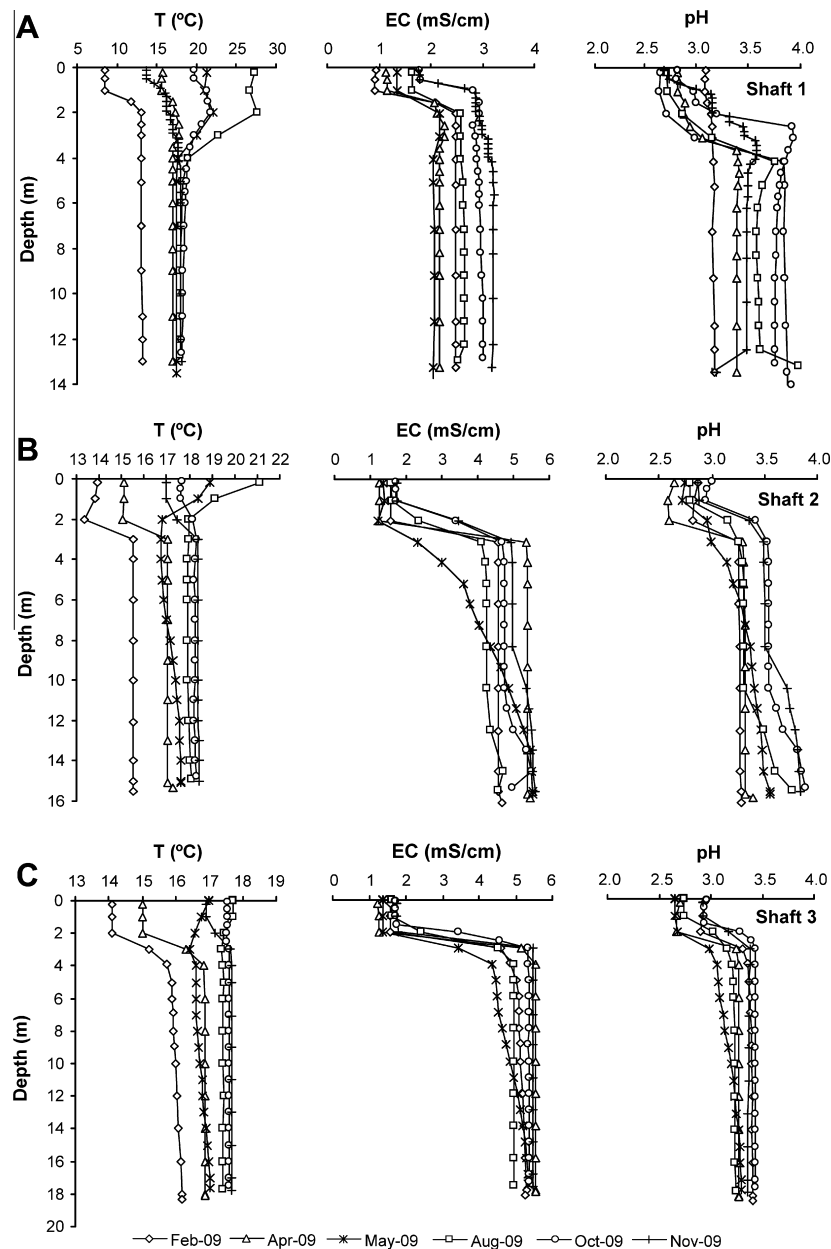 A
T (ºC)
EC (mS/cm)
pH
5 10 15 20 25 30
0 1 2 3 4
2.0 2.5 3.0 3.5 4.0
0
2
4
6
8
10
12
14
Depth (m)
Shaft 1
B
T (ºC)
EC (mS/cm)
pH
13 14 15 16 17 18 19 20 21 22
0 1 2 3 4 5 6
2.0 2.5 3.0 3.5 4.0
0
2
4
6
8
10
12
14
16
Depth (m)
Shaft 2
C
T (ºC)
EC (mS/cm)
pH
13 14 15 16 17 18 19
0 1 2 3 4 5 6
2.0 2.5 3.0 3.5 4.0
0
2
4
6
8
10
12
14
16
18
20
Depth (m)
Shaft 3
Feb-09 Apr-09 May-09 Aug-09 Oct-09 Nov-09